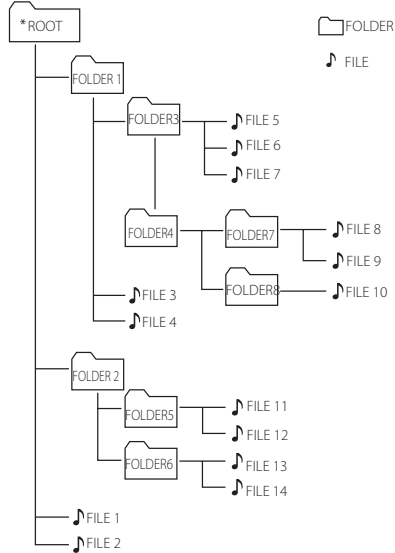 *ROOT
FOLDER
FILE
FOLDER 1
FOLDER3
FILE 5
FILE 6
FILE 7
FOLDER4
FOLDER7
FILE 8
FILE 9
FOLDER8
FILE 10
FILE 3
FILE 4
FOLDER 2
FOLDER5
FILE 11
FILE 12
FOLDER6
FILE 13
FILE 14
FILE 1
FILE 2